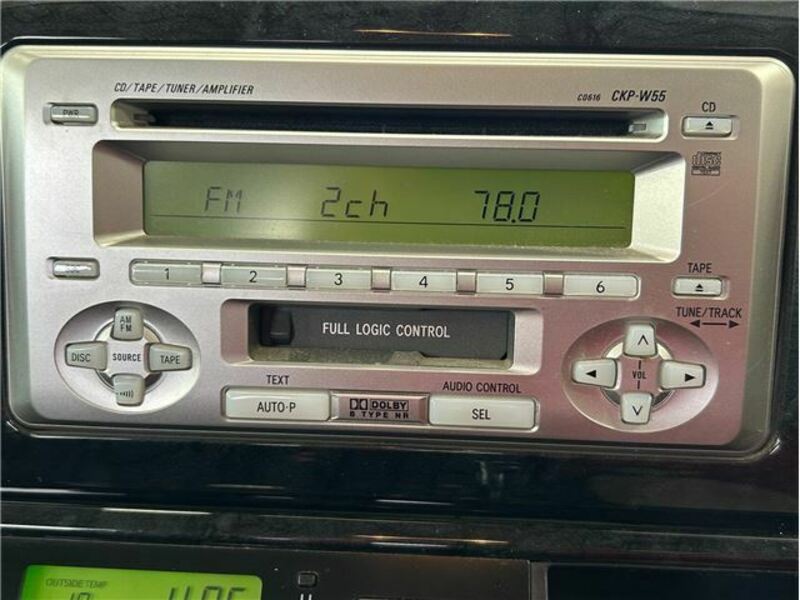 CD/TAPE/TUNER/AMPLIFIER
C0616 CKP-W55
PWR
CD
FM 2ch 78.0
1 2 3 4 5 6
TAPE
TUNE/TRACK
AM
FM
DISC SOURCE TAPE
FULL LOGIC CONTROL
VOL
TEXT
AUTO·P
DOLBY
B TYPE NR
AUDIO CONTROL
SEL
OUTSIDE TEMP